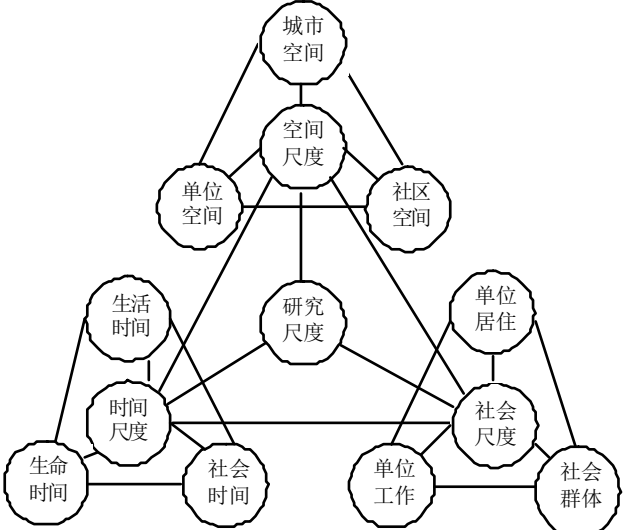 城市
空间
空间
尺度
单位
空间
社区
空间
生活
时间
研究
尺度
单位
居住
时间
尺度
社会
尺度
生命
时间
社会
时间
单位
工作
社会
群体